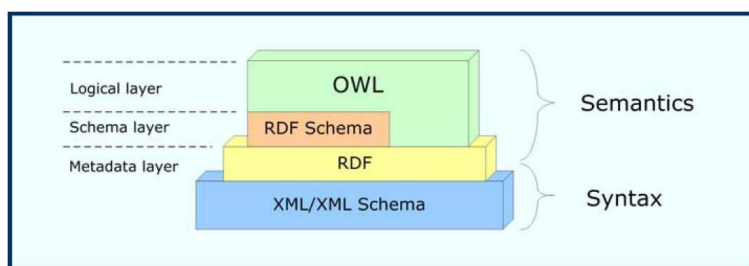 Logical layer
OWL
Semantics
Schema layer
RDF Schema
Metadata layer
RDF
XML/XML Schema
Syntax